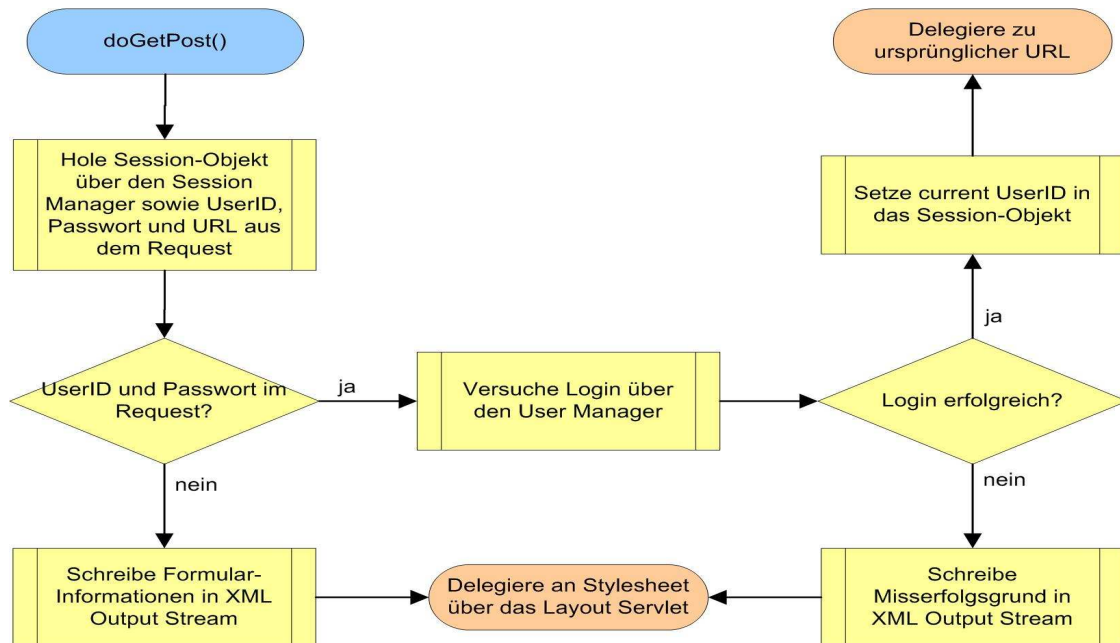 doGetPost()
Hole Session-Objekt
über den Session
Manager sowie UserID,
Passwort und URL aus
dem Request
UserID und Passwort im
Request?
ja
nein
Schreibe Formular-
Informationen in XML
Output Stream
Versuche Login über
den User Manager
Login erfolgreich?
ja
Setze current UserID in
das Session-Objekt
Delegiere zu
ursprünglicher URL
nein
Schreibe
Misserfolgsgrund in
XML Output Stream
Delegiere an Stylesheet
über das Layout Servlet